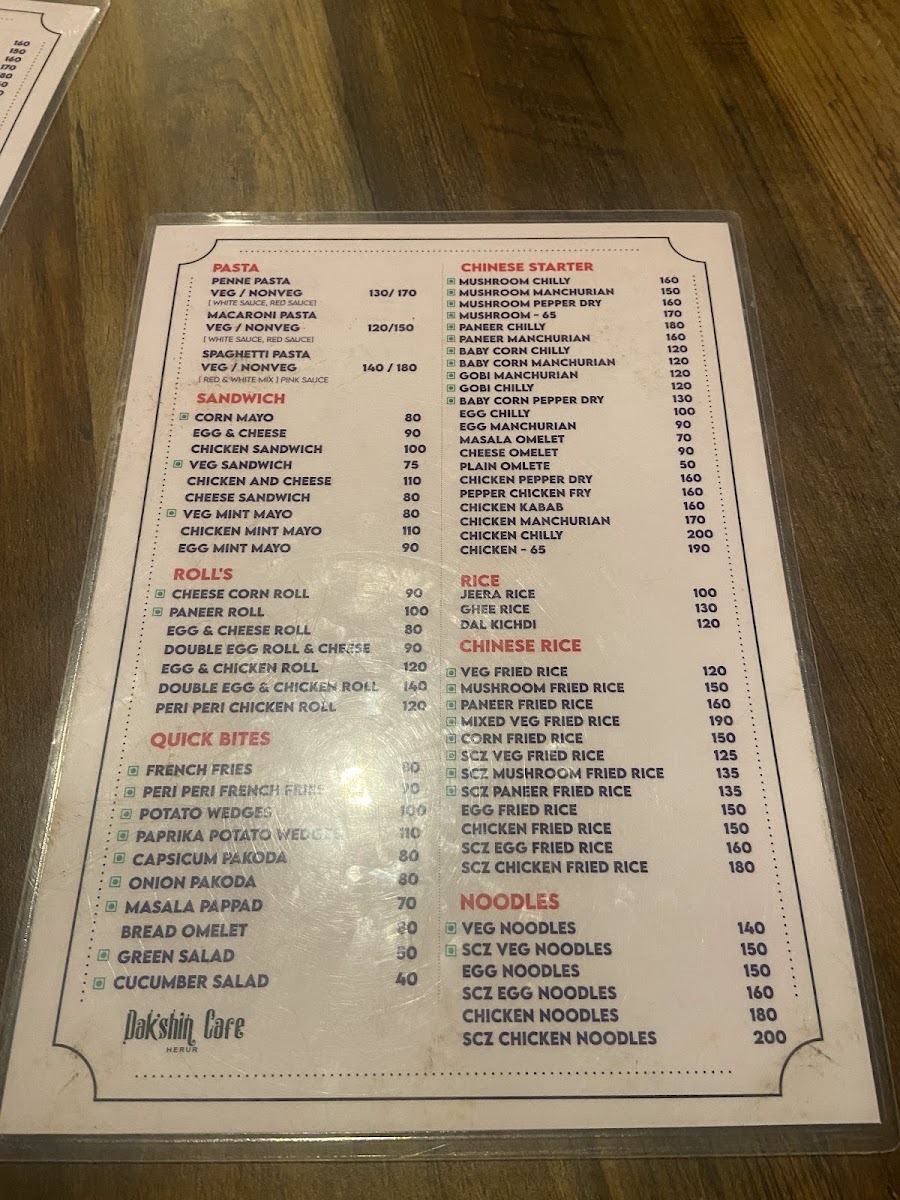 160
150
160
170
PASTA
PENNE PASTA
VEG / NONVEG 130/ 170
[ WHITE SAUCE, RED SAUCE]
MACARONI PASTA
VEG / NONVEG 120/150
[ WHITE SAUCE, RED SAUCE]
SPAGHETTI PASTA
VEG / NONVEG 140 / 180
[ RED & WHITE MIX ] PINK SAUCE
SANDWICH
CORN MAYO 80
EGG & CHEESE 90
CHICKEN SANDWICH 100
VEG SANDWICH 75
CHICKEN AND CHEESE 110
CHEESE SANDWICH 80
VEG MINT MAYO 80
CHICKEN MINT MAYO 110
EGG MINT MAYO 90
ROLL'S
CHEESE CORN ROLL 90
PANEER ROLL 100
EGG & CHEESE ROLL 80
DOUBLE EGG ROLL & CHEESE 90
EGG & CHICKEN ROLL 120
DOUBLE EGG & CHICKEN ROLL 140
PERI PERI CHICKEN ROLL 120
QUICK BITES
FRENCH FRIES 80
PERI PERI FRENCH FRIES 90
POTATO WEDGES 100
PAPRIKA POTATO WEDGES 110
CAPSICUM PAKODA 80
ONION PAKODA 80
MASALA PAPPAD 70
BREAD OMELET
GREEN SALAD 50
CUCUMBER SALAD 40
Dakshin Cafe
NERUR
CHINESE STARTER
MUSHROOM CHILLY 160
MUSHROOM MANCHURIAN 150
MUSHROOM PEPPER DRY 160
MUSHROOM - 65 170
PANEER CHILLY 180
PANEER MANCHURIAN 160
BABY CORN CHILLY 120
BABY CORN MANCHURIAN 120
GOBI MANCHURIAN 120
GOBI CHILLY 120
BABY CORN PEPPER DRY 130
EGG CHILLY 100
EGG MANCHURIAN 90
MASALA OMELET 70
CHEESE OMELET 90
PLAIN OMLETE 50
CHICKEN PEPPER DRY 160
PEPPER CHICKEN FRY 160
CHICKEN KABAB 160
CHICKEN MANCHURIAN 170
CHICKEN CHILLY 200
CHICKEN - 65 190
RICE
JEERA RICE 100
GHEE RICE 130
DAL KICHDI 120
CHINESE RICE
VEG FRIED RICE 120
MUSHROOM FRIED RICE 150
PANEER FRIED RICE 160
MIXED VEG FRIED RICE 190
CORN FRIED RICE 150
SCZ VEG FRIED RICE 125
SCZ MUSHROOM FRIED RICE 135
SCZ PANEER FRIED RICE 135
EGG FRIED RICE 150
CHICKEN FRIED RICE 150
SCZ EGG FRIED RICE 160
SCZ CHICKEN FRIED RICE 180
NOODLES
VEG NOODLES 140
SCZ VEG NOODLES 150
EGG NOODLES 150
SCZ EGG NOODLES 160
CHICKEN NOODLES 180
SCZ CHICKEN NOODLES 200